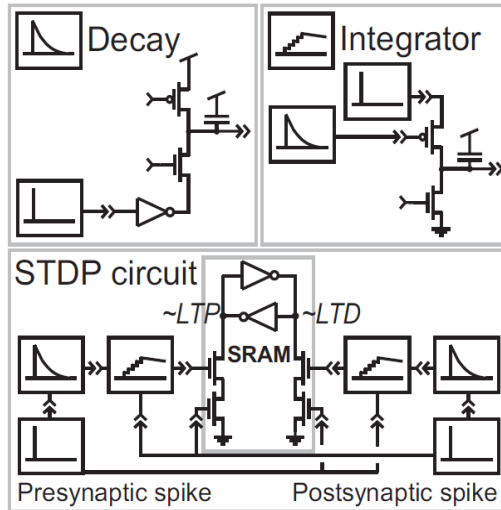 Decay
Integrator
STDP circuit
~LTP
~LTD
SRAM
Presynaptic spike
Postsynaptic spike